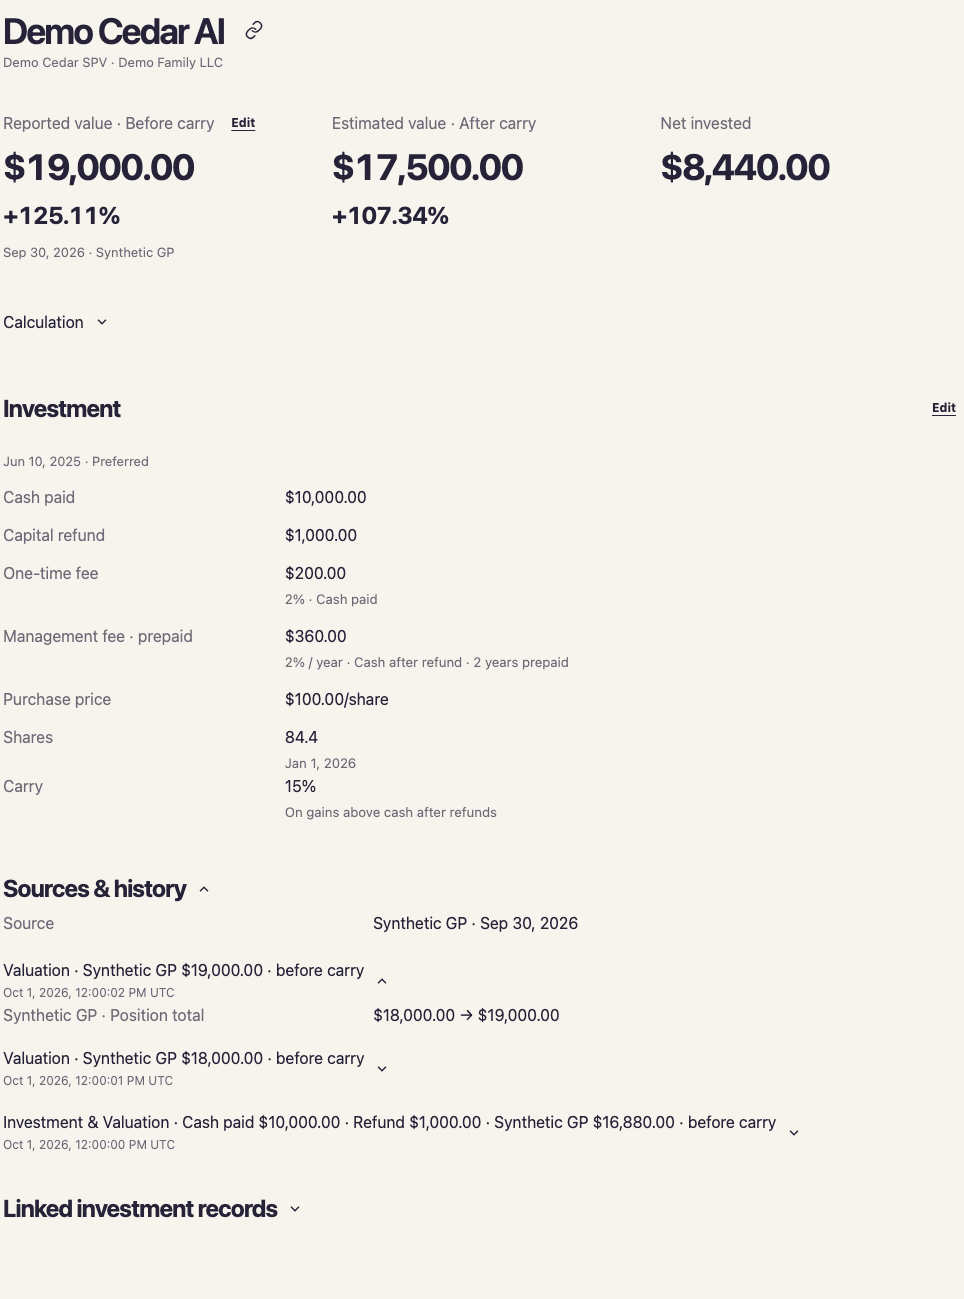 Demo Cedar AI
Demo Cedar SPV · Demo Family LLC
Reported value · Before carry Edit
$19,000.00
+125.11%
Sep 30, 2026 · Synthetic GP
Estimated value · After carry
$17,500.00
+107.34%
Net invested
$8,440.00
Calculation
Investment Edit
Jun 10, 2025 · Preferred
Cash paid $10,000.00
Capital refund $1,000.00
One-time fee $200.00
2% · Cash paid
Management fee · prepaid $360.00
2% / year · Cash after refund · 2 years prepaid
Purchase price $100.00/share
Shares 84.4
Jan 1, 2026
Carry 15%
On gains above cash after refunds
Sources & history
Source Synthetic GP · Sep 30, 2026
Valuation · Synthetic GP $19,000.00 · before carry
Oct 1, 2026, 12:00:02 PM UTC
Synthetic GP · Position total $18,000.00 → $19,000.00
Valuation · Synthetic GP $18,000.00 · before carry
Oct 1, 2026, 12:00:01 PM UTC
Investment & Valuation · Cash paid $10,000.00 · Refund $1,000.00 · Synthetic GP $16,880.00 · before carry
Oct 1, 2026, 12:00:00 PM UTC
Linked investment records